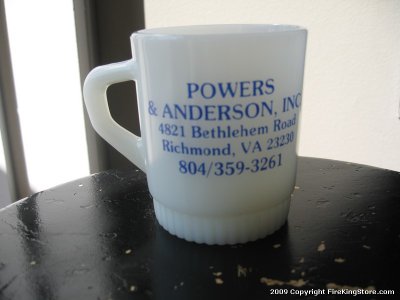 POWERS
& ANDERSON, INC
4821 Bethlehem Road
Richmond, VA 23230
804/359-3261
2009 Copyright FireKingStore.com